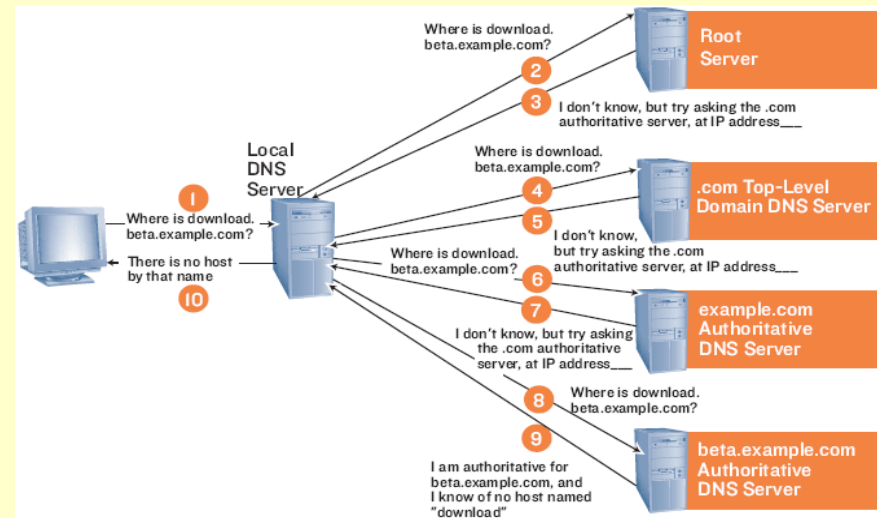 Where is download.
beta.example.com?
2
Root
Server
3
I don't know, but try asking the .com
authoritative server, at IP address___
Local
DNS
Server
1
Where is download.
beta.example.com?
There is no host
by that name
10
Where is download.
beta.example.com?
4
5
.com Top-Level
Domain DNS Server
I don't know,
but try asking the .com
authoritative server, at IP address___
Where is download.
beta.example.com?
6
7
example.com
Authoritative
DNS Server
I don't know, but try asking
the .com authoritative
server, at IP address___
8
Where is download.
beta.example.com?
9
I am authoritative for
beta.example.com, and
I know of no host named
"download"
beta.example.com
Authoritative
DNS Server